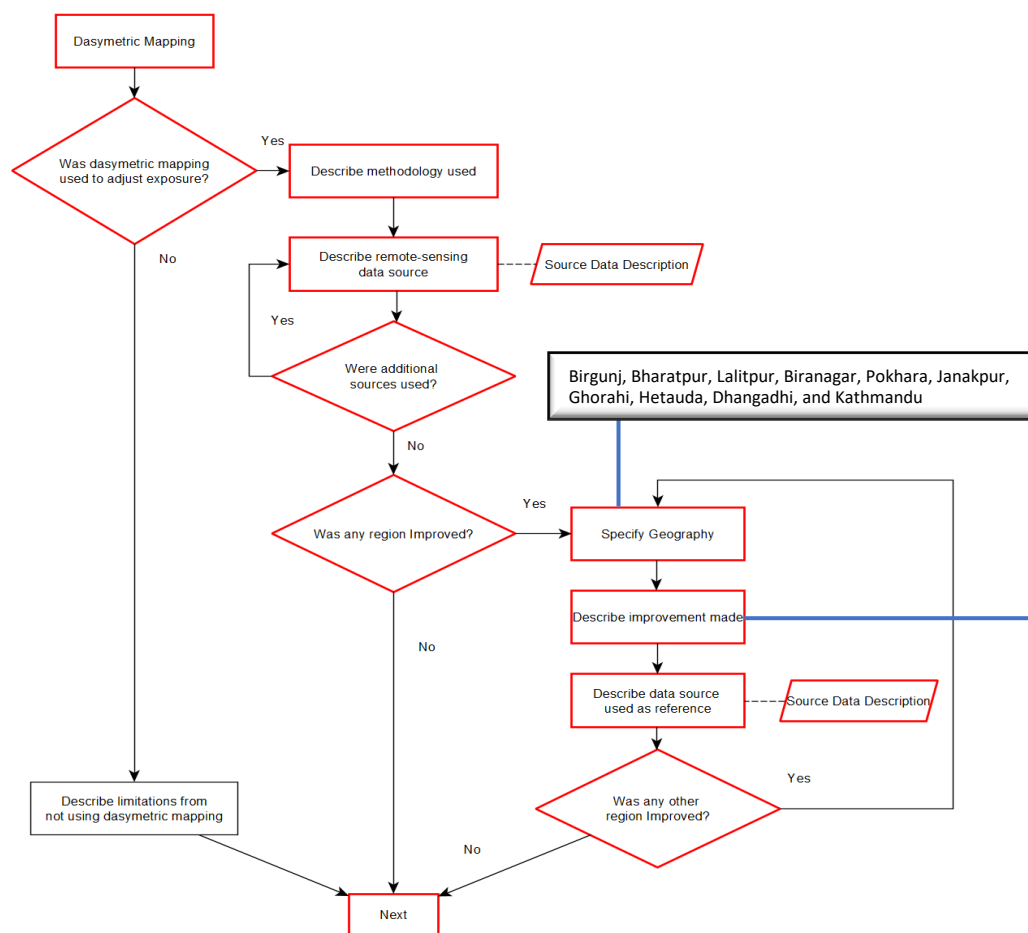 Dasymetric Mapping
Was dasymetric mapping
used to adjust exposure?
Yes
Describe methodology used
No
Describe remote-sensing
data source
Source Data Description
Yes
Were additional
sources used?
Birgunj, Bharatpur, Lalitpur, Biranagar, Pokhara, Janakpur,
Ghorahi, Hetauda, Dhangadhi, and Kathmandu
No
Was any region Improved?
Yes
Specify Geography
Describe improvement made
No
Describe data source
used as reference
Source Data Description
Yes
Was any other
region Improved?
Describe limitations from
not using dasymetric mapping
No
Next